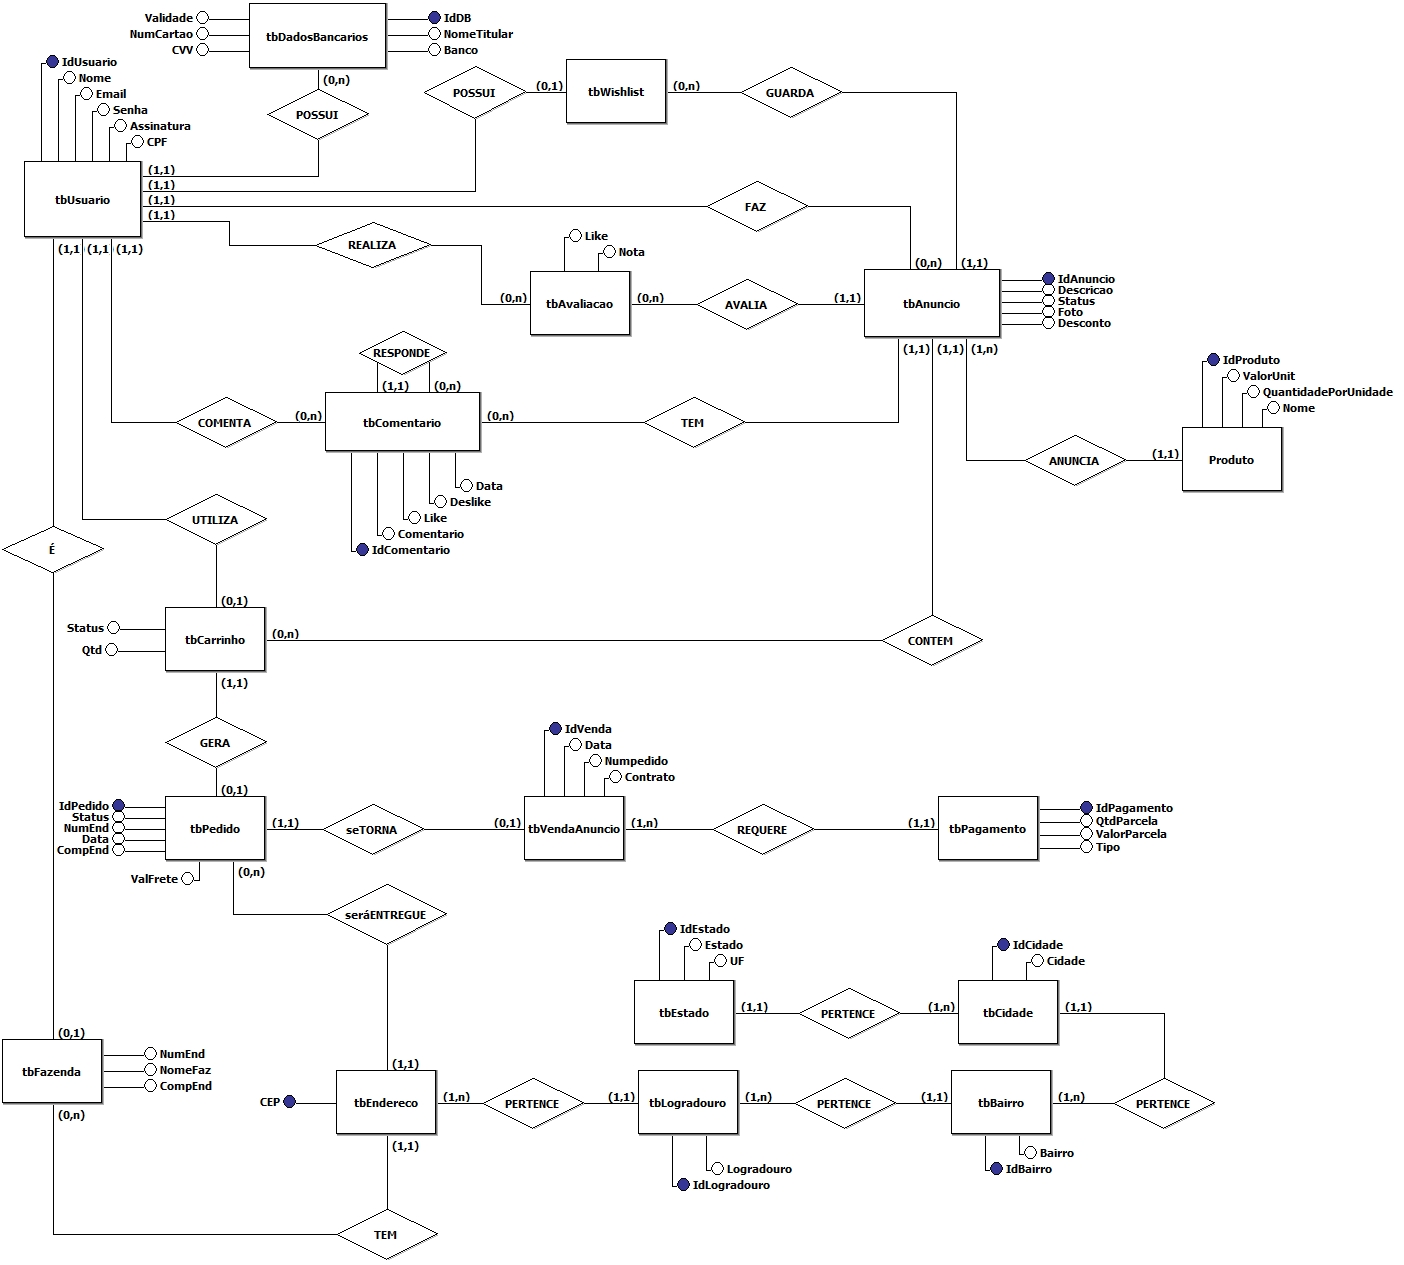 Validade
NumCartao
CVV
tbDadosBancarios
IdDB
NomeTitular
Banco
(0,n)
POSSUI
IdUsuario
Nome
Email
Senha
Assinatura
CPF
tbUsuario
(1,1)
(1,1)
(1,1)
(1,1)
(1,1
(1,1
(1,1)
POSSUI
(0,1)
tbWishlist
(0,n)
GUARDA
FAZ
REALIZA
Like
Nota
(0,n)
tbAvaliacao
(0,n)
AVALIA
(1,1)
(0,n)
(1,1)
tbAnuncio
IdAnuncio
Descricao
Status
Foto
Desconto
(1,1)
(1,1)
(1,n)
RESPONDE
(1,1)
(0,n)
COMENTA
(0,n)
tbComentario
(0,n)
TEM
Data
Deslike
Like
Comentario
IdComentario
IdProduto
ValorUnit
QuantidadePorUnidade
Nome
ANUNCIA
(1,1)
Produto
UTILIZA
É
(0,1)
Status
Qtd
tbCarrinho
(0,n)
CONTEM
(1,1)
GERA
(0,1)
IdPedido
Status
NumEnd
Data
CompEnd
ValFrete
tbPedido
(1,1)
(0,n)
seTORNA
(0,1)
IdVenda
Data
Numpedido
Contrato
tbVendaAnuncio
(1,n)
REQUERE
(1,1)
tbPagamento
IdPagamento
QtdParcela
ValorParcela
Tipo
seráENTREGUE
IdEstado
Estado
UF
tbEstado
(1,1)
PERTENCE
(1,n)
IdCidade
Cidade
tbCidade
(1,1)
(0,1)
tbFazenda
NumEnd
NomeFaz
CompEnd
(0,n)
(1,1)
CEP
tbEndereco
(1,n)
(1,1)
PERTENCE
(1,1)
tbLogradouro
(1,n)
Logradouro
IdLogradouro
PERTENCE
(1,1)
tbBairro
(1,n)
Bairro
IdBairro
PERTENCE
TEM